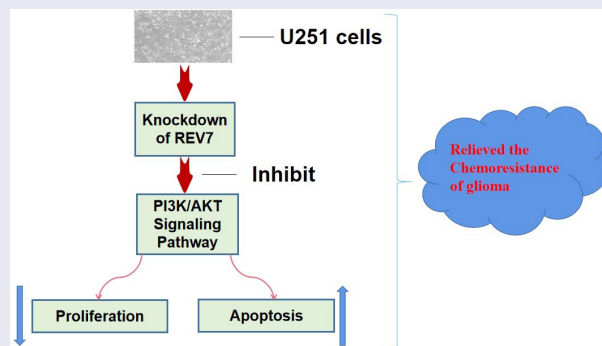 U251 cells
Knockdown
of REV7
Inhibit
PI3K/AKT
Signaling
Pathway
Proliferation
Apoptosis
Relieved the
Chemoresistance
of glioma